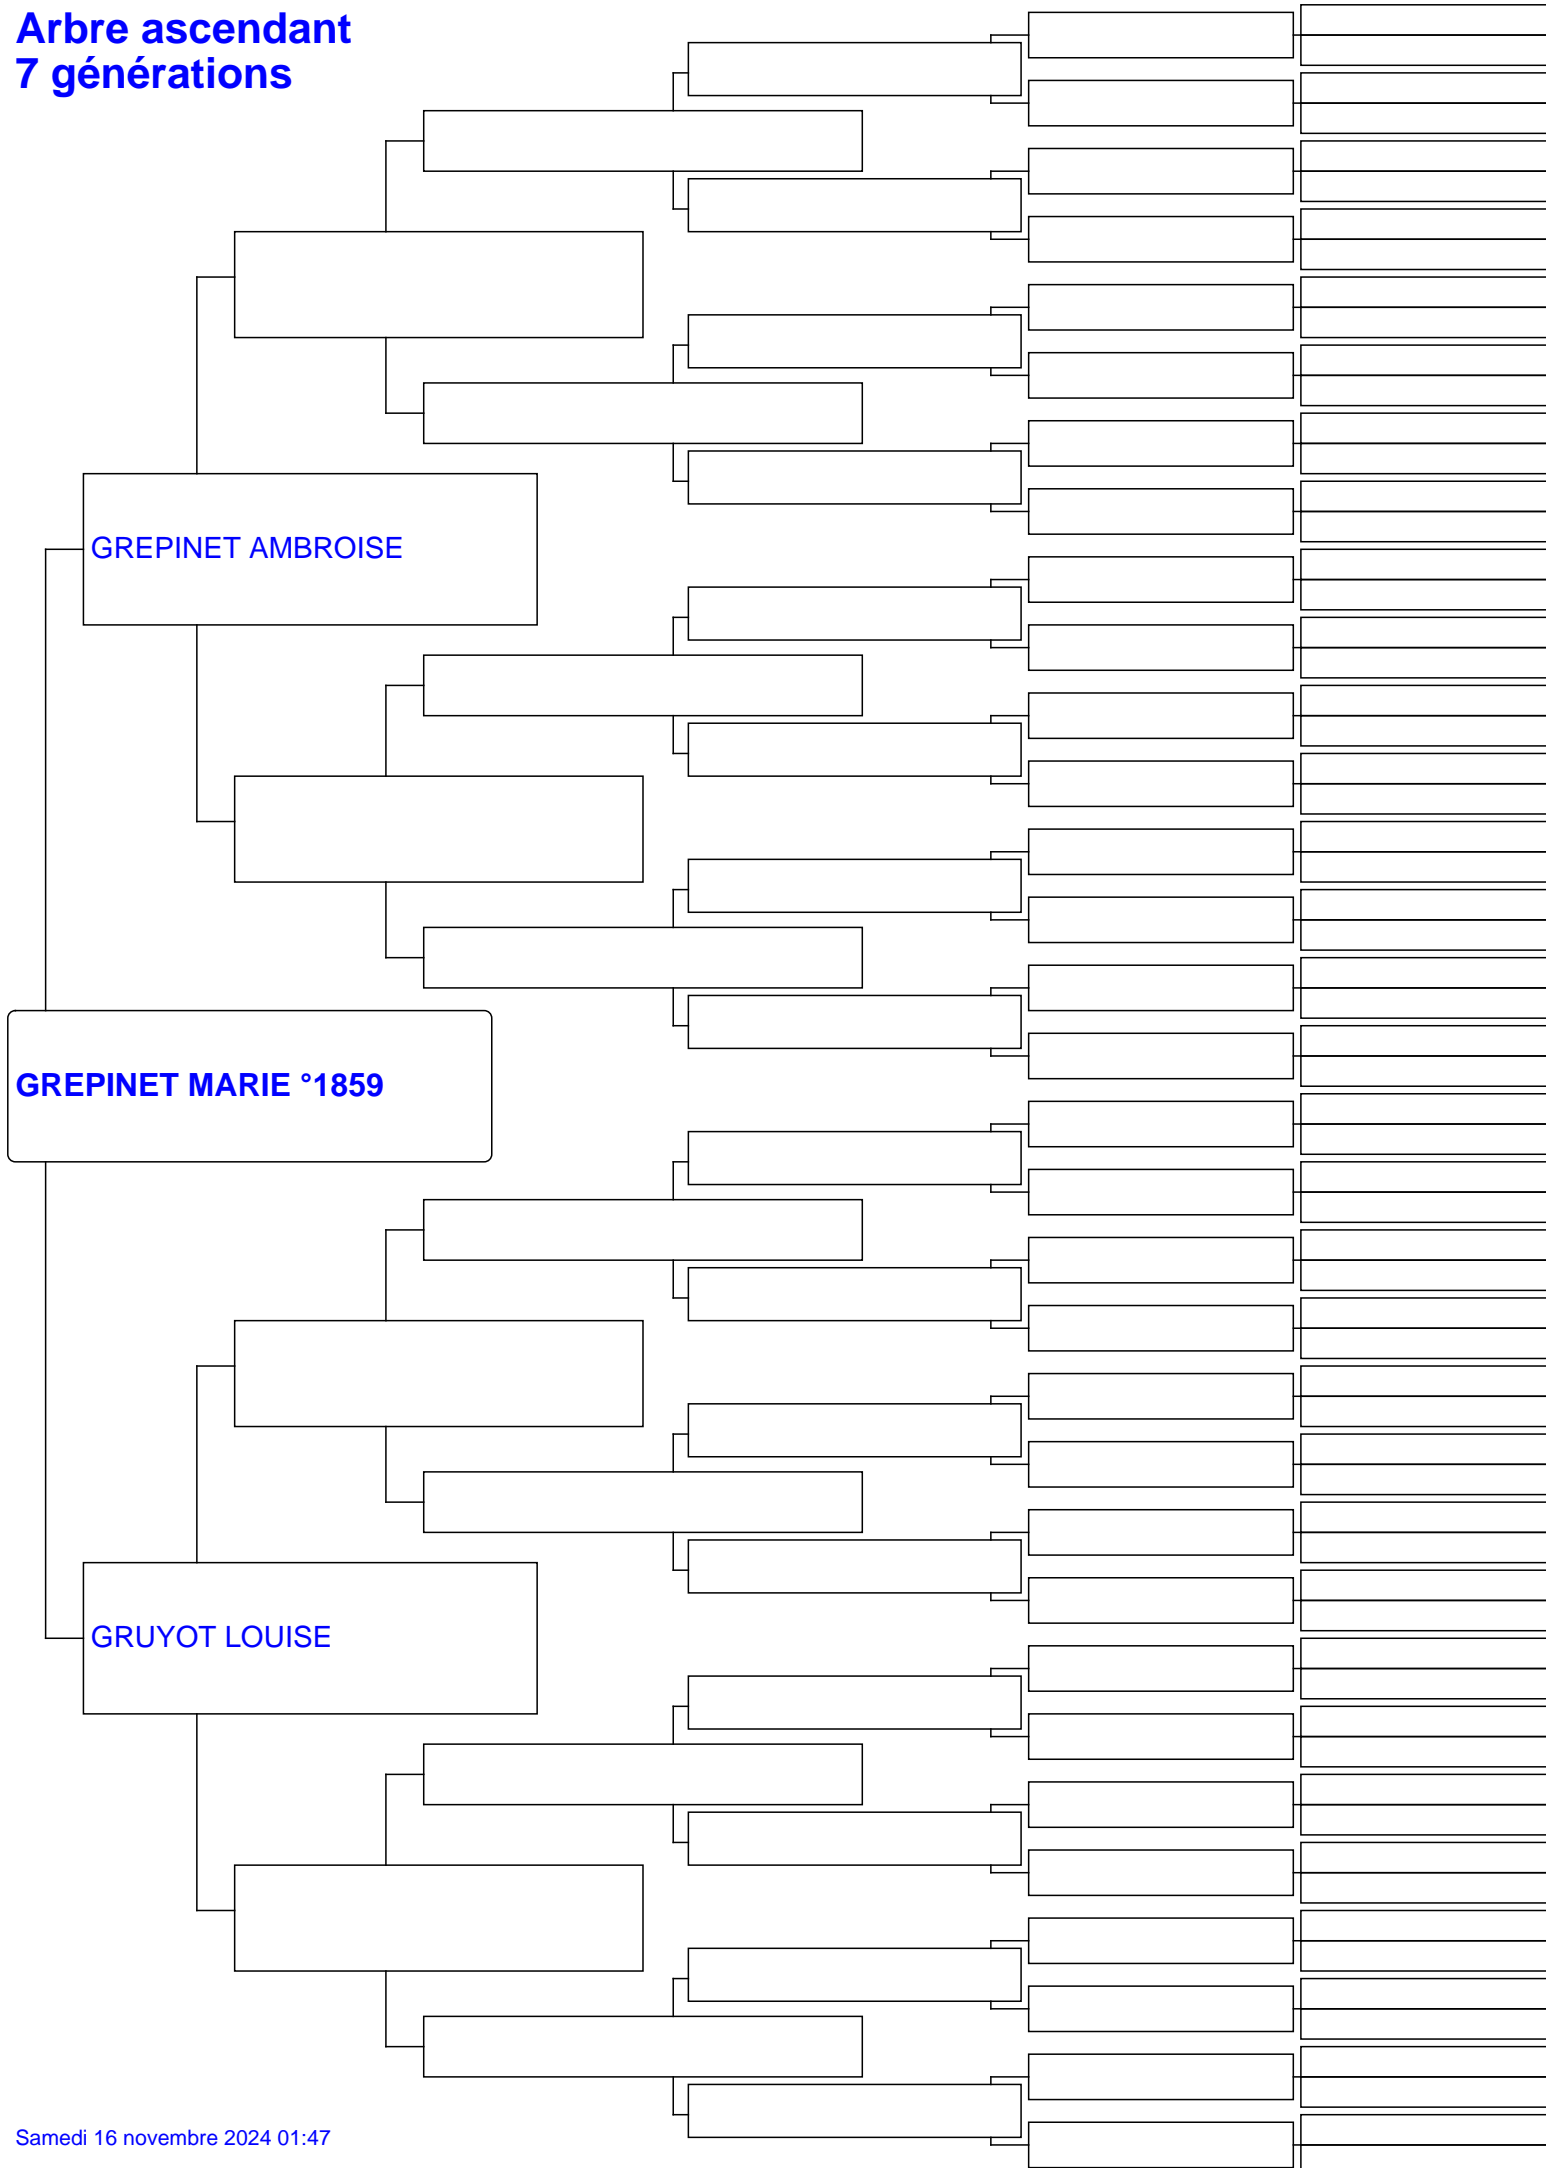 Arbre ascendant
7 générations
GREPINET AMBROISE
GREPINET MARIE °1859
GRUYOT LOUISE
Samedi 16 novembre 2024 01:47